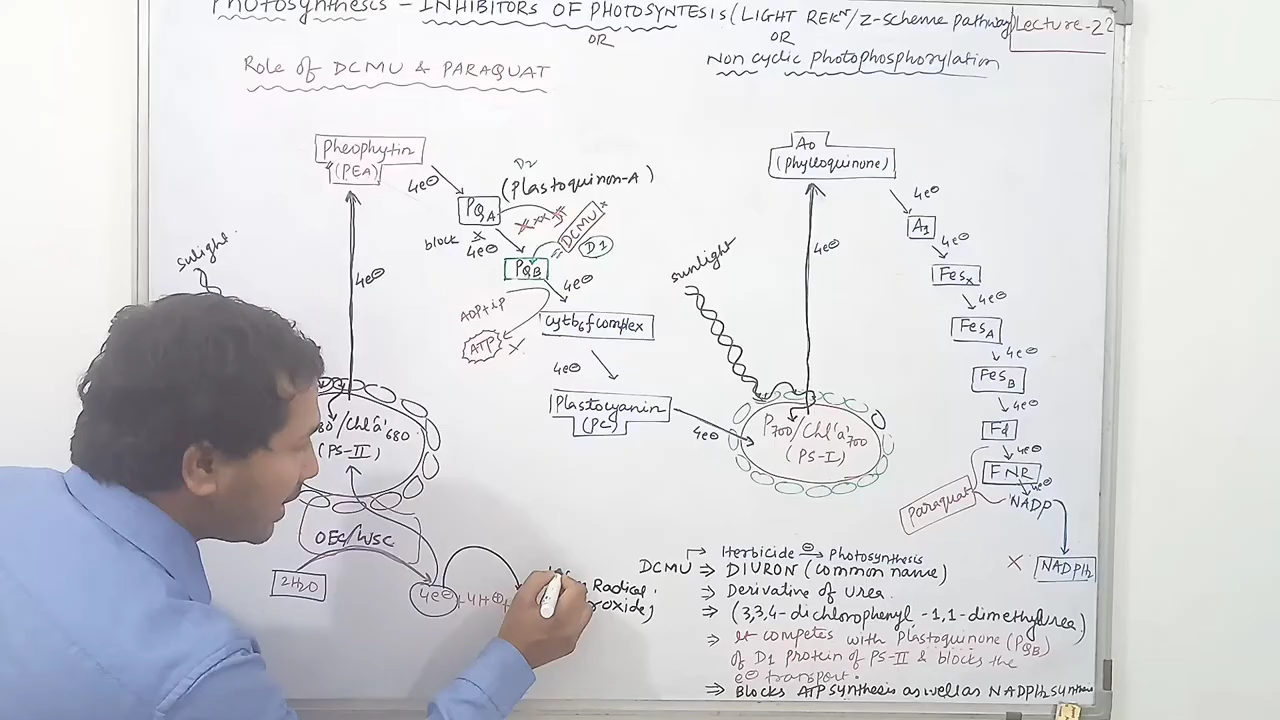 Photosynthesis - INHIBITORS OF PHOTOSYNTESIS (LIGHT REKⁿ/Z-scheme pathway
Lecture-22
OR
OR
Non cyclic photophosphorylation
Role of DCMU & PARAQUAT
Pheophytin
(PEA)
4e⊖
D2
(Plastoquinon-A)
PQA
block
4e⊖
DCMU
D1
PQB
4e⊖
ADP+ip
ATP
Cytb6f complex
4e⊖
Plastocyanin
(PC)
4e⊖
sulight
4e⊖
/Chl'a'680
(PS-II)
OEC/WSC
2H2O
4e⊖ +4H⊕+
Radical
A0
(Phylloquinone)
4e⊖
A1
4e⊖
Fesx
4e⊖
FesA
4e⊖
FesB
4e⊖
Fd
4e⊖
FNR
4e⊖
NADP
Paraquat
NADPH2
sunlight
4e⊖
P700/Chl'a'700
(PS-I)
Herbicide ⊖→ Photosynthesis
DCMU ⇒ DIURON (common name)
⇒ Derivative of Urea.
⇒ (3,3,4-dichlorophenyl-1,1-dimethylurea)
⇒ It competes with plastoquinone (PQB)
of D1 protein of PS-II & blocks the
e⊖ transport.
⇒ Blocks ATP synthesis as well as NADPH2 synthesis